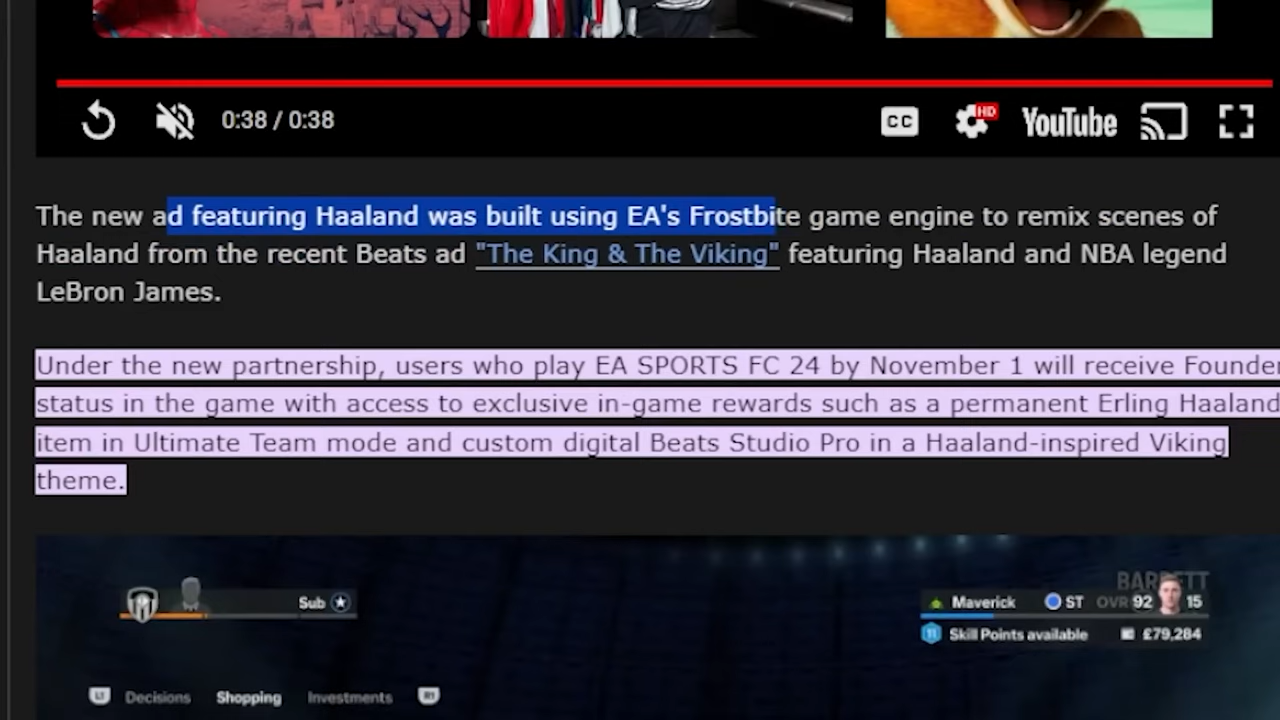 0:38 / 0:38
CC
HD
YouTube
The new ad featuring Haaland was built using EA's Frostbite game engine to remix scenes of
Haaland from the recent Beats ad "The King & The Viking" featuring Haaland and NBA legend
LeBron James.
Under the new partnership, users who play EA SPORTS FC 24 by November 1 will receive Founder
status in the game with access to exclusive in-game rewards such as a permanent Erling Haaland
item in Ultimate Team mode and custom digital Beats Studio Pro in a Haaland-inspired Viking
theme.
BARRETT
Sub
Maverick ST OVR 92 15
11 Skill Points available £79,284
L1 Decisions Shopping Investments R1